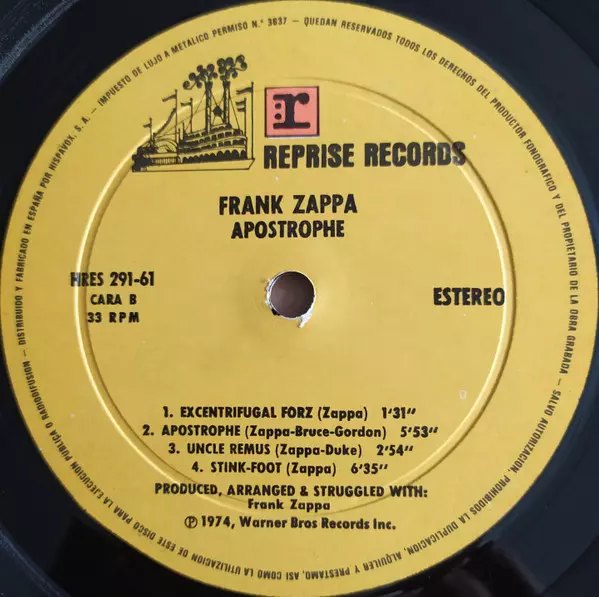 DISTRIBUIDO Y FABRICADO EN ESPAÑA POR HISPAVOX, S. A. – IMPUESTO DE LUJO A METALICO PERMISO N.° 3037 – QUEDAN RESERVADOS TODOS LOS DERECHOS DEL PRODUCTOR FONOGRAFICO Y DEL PROPIETARIO DE LA OBRA GRABADA – SALVO AUTORIZACION, PROHIBIDOS LA DUPLICACION, ALQUILER Y PRESTAMO, ASI COMO LA UTILIZACION DE ESTE DISCO PARA LA EJECUCION PUBLICA O RADIODIFUSION –
r
REPRISE RECORDS
FRANK ZAPPA
APOSTROPHE
HRES 291-61
CARA B
33 RPM
ESTEREO
1. EXCENTRIFUGAL FORZ (Zappa) 1'31"
2. APOSTROPHE (Zappa-Bruce-Gordon) 5'53"
3. UNCLE REMUS (Zappa-Duke) 2'54"
4. STINK-FOOT (Zappa) 6'35"
PRODUCED, ARRANGED & STRUGGLED WITH:
Frank Zappa
℗ 1974, Warner Bros Records Inc.